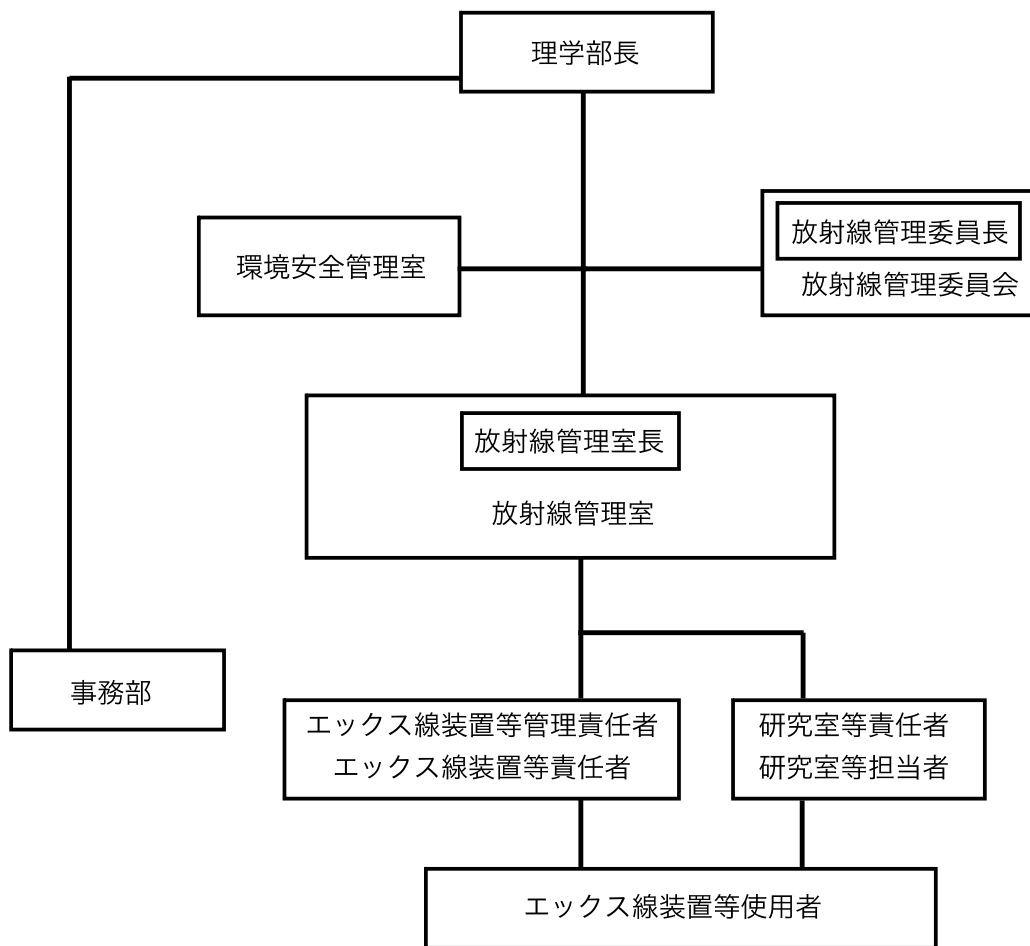 理学部長
環境安全管理室
放射線管理委員長
放射線管理委員会
放射線管理室長
放射線管理室
事務部
エックス線装置等管理責任者
エックス線装置等責任者
研究室等責任者
研究室等担当者
エックス線装置等使用者